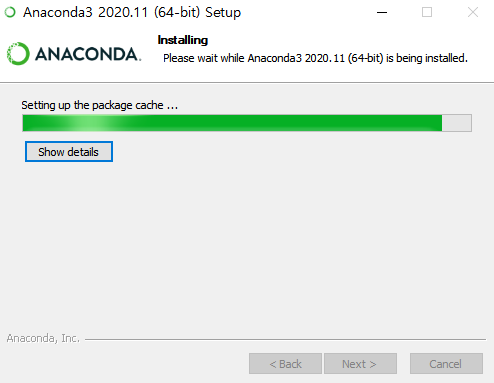 Anaconda3 2020.11 (64-bit) Setup
ANACONDA.
Installing
Please wait while Anaconda3 2020.11 (64-bit) is being installed.
Setting up the package cache ...
Show details
Anaconda, Inc.
< Back
Next >
Cancel